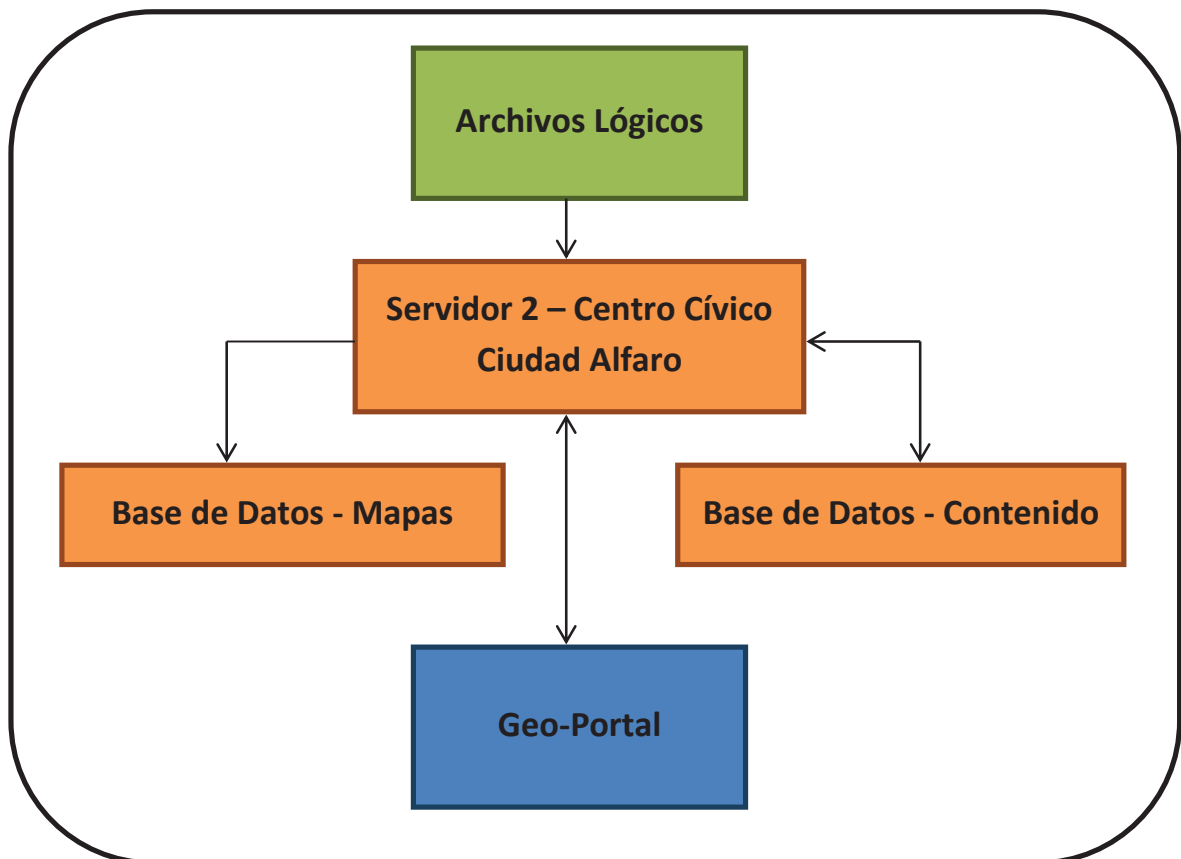 Archivos Lógicos
Servidor 2 – Centro Cívico
Ciudad Alfaro
Base de Datos - Mapas
Base de Datos - Contenido
Geo-Portal